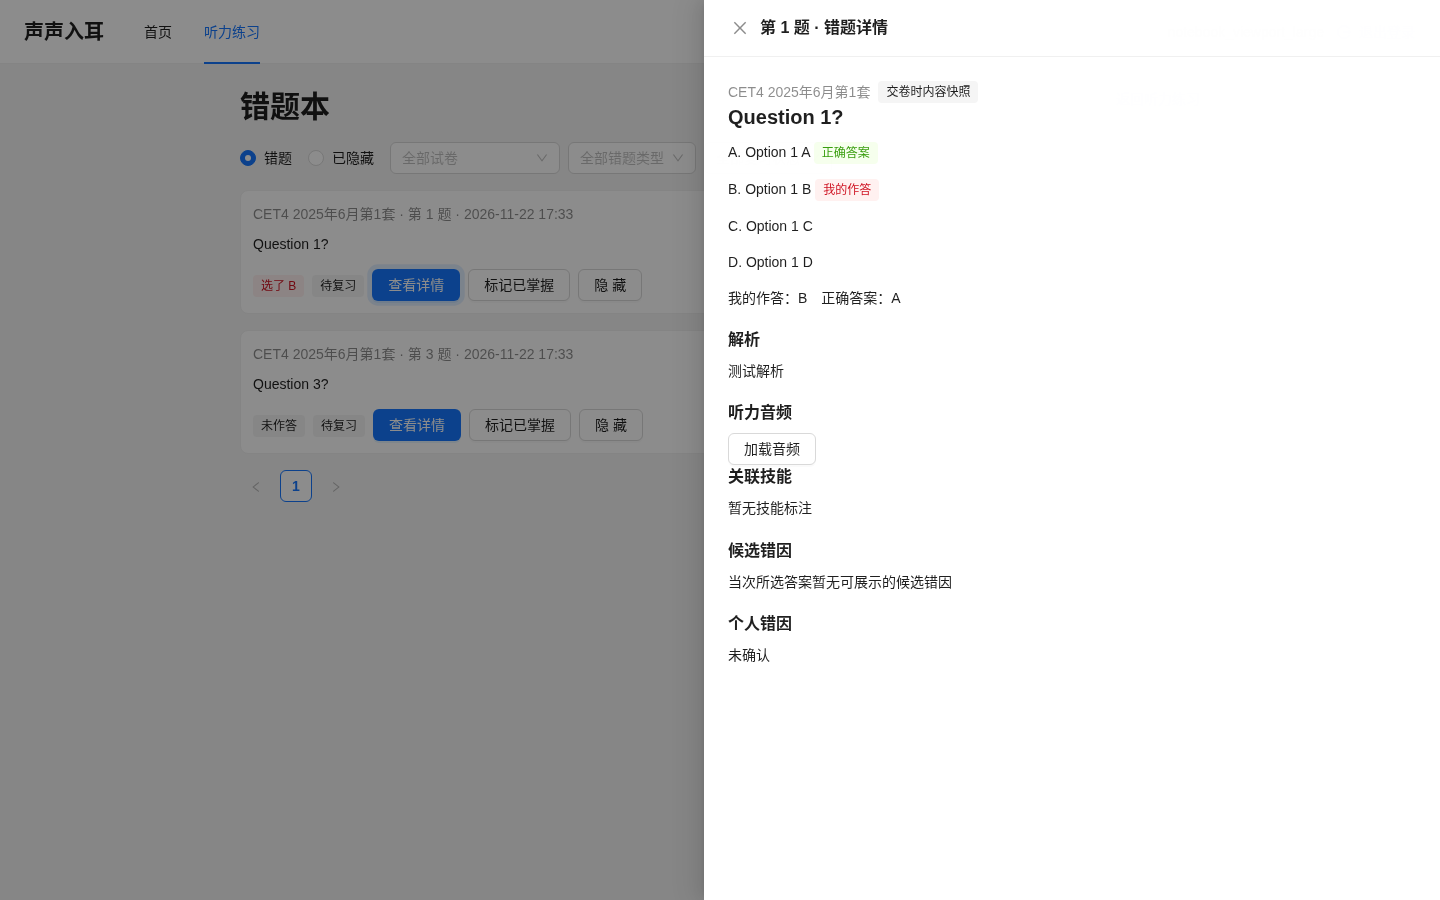 声声入耳 首页 听力练习
错题本
错题 已隐藏 全部试卷 全部错题类型
CET4 2025年6月第1套 · 第 1 题 · 2026-11-22 17:33
Question 1?
选了 B 待复习 查看详情 标记已掌握 隐 藏
CET4 2025年6月第1套 · 第 3 题 · 2026-11-22 17:33
Question 3?
未作答 待复习 查看详情 标记已掌握 隐 藏
1
第 1 题 · 错题详情
CET4 2025年6月第1套 交卷时内容快照
Question 1?
A. Option 1 A 正确答案
B. Option 1 B 我的作答
C. Option 1 C
D. Option 1 D
我的作答：B 正确答案：A
解析
测试解析
听力音频
加载音频
关联技能
暂无技能标注
候选错因
当次所选答案暂无可展示的候选错因
个人错因
未确认